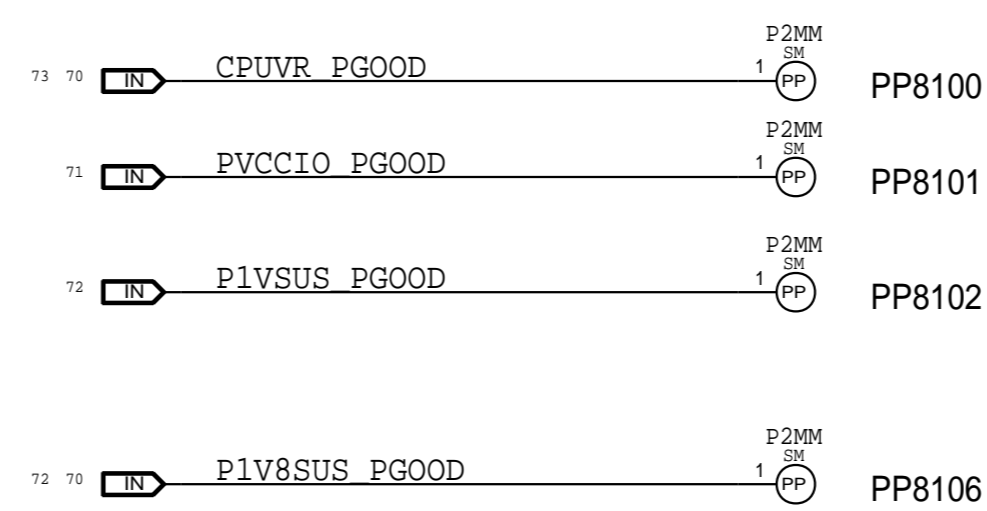 P2MM
SM
73 70 IN CPUVR_PGOOD 1 PP PP8100
P2MM
SM
71 IN PVCCIO_PGOOD 1 PP PP8101
P2MM
SM
72 IN P1VSUS_PGOOD 1 PP PP8102
P2MM
SM
72 70 IN P1V8SUS_PGOOD 1 PP PP8106